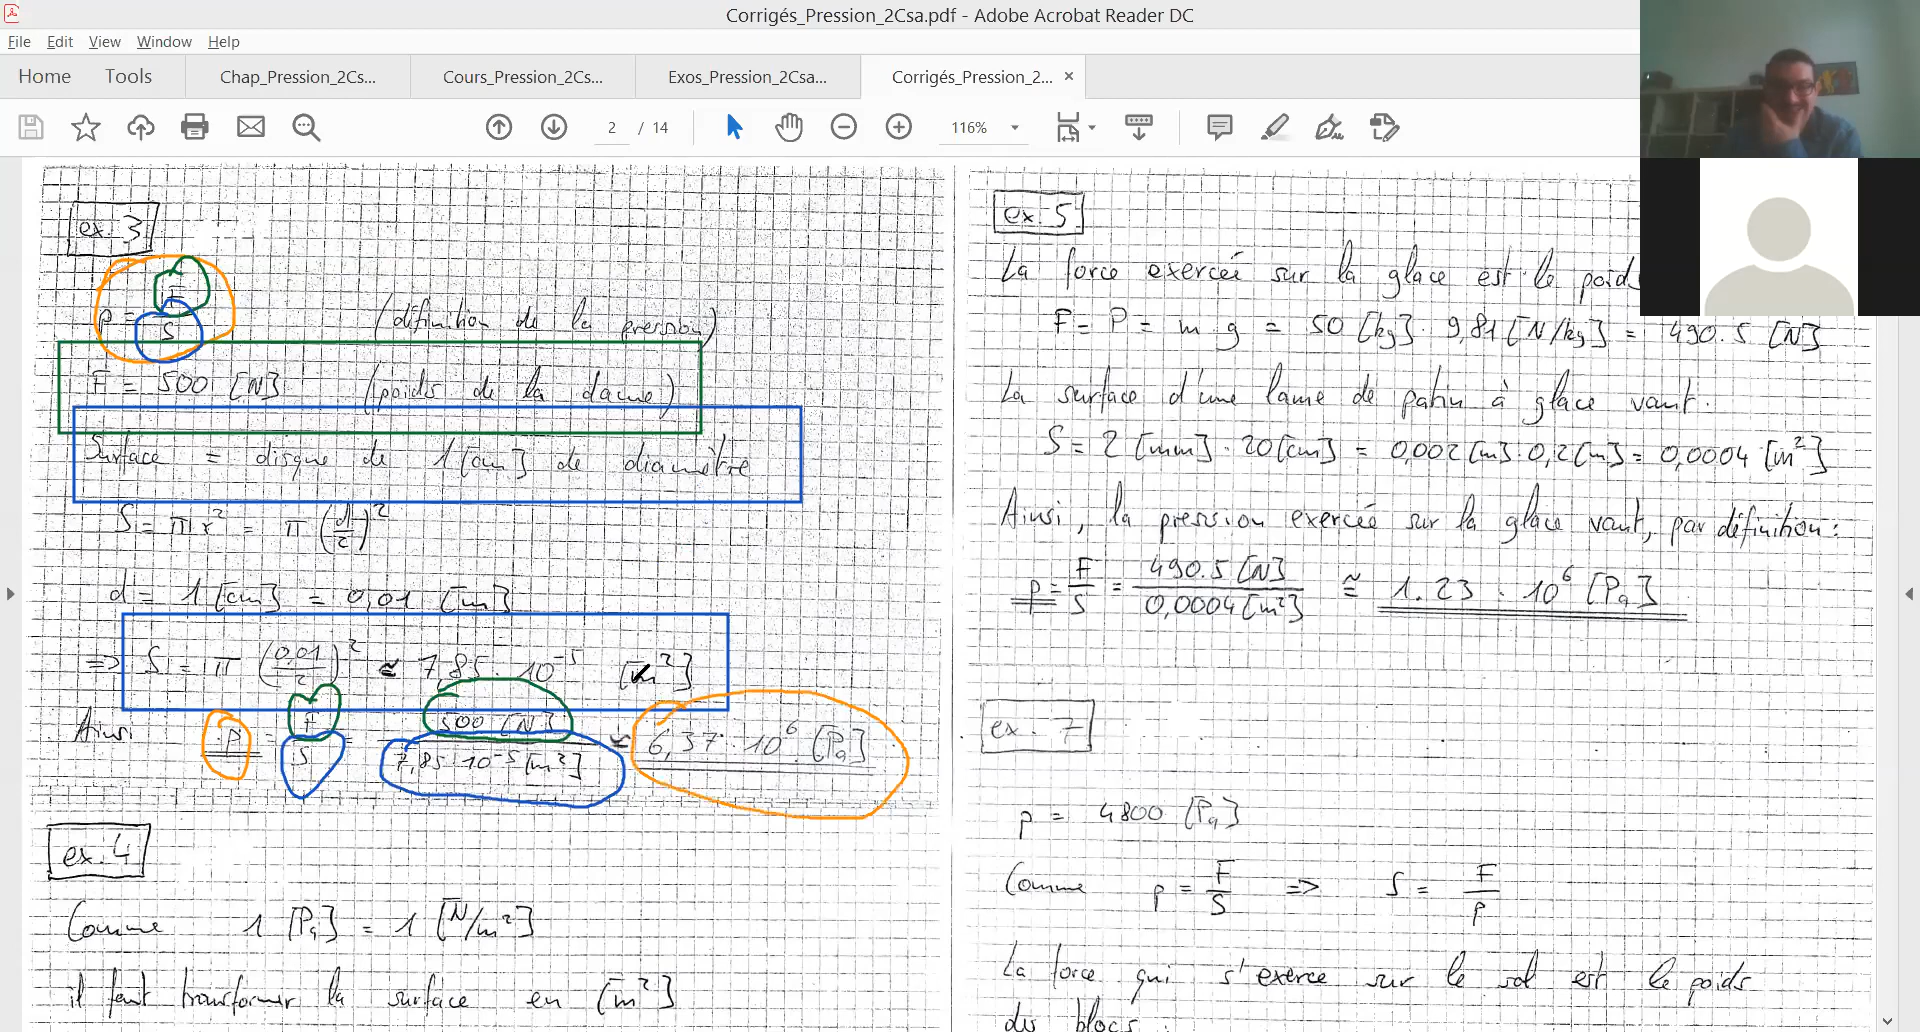 Corrigés_Pression_2Csa.pdf - Adobe Acrobat Reader DC
File Edit View Window Help
Home Tools Chap_Pression_2Cs... Cours_Pression_2Cs... Exos_Pression_2Csa... Corrigés_Pression_2... ×
2 / 14 116%
ex. 3
p = F/S (définition de la pression)
F = 500 [N] (poids de la dame)
Surface = disque de 1 [cm] de diamètre
S = π r² = π (d/2)²
d = 1 [cm] = 0,01 [m]
=> S = π (0,01/2)² ≈ 7,85 · 10⁻⁵ [m²]
Ainsi p = F/S = 500 [N] / 7,85·10⁻⁵ [m²] ≈ 6,37 · 10⁶ [Pa]
ex. 4
Comme 1 [Pa] = 1 [N/m²]
il faut transformer la surface en [m²]
ex. 5
La force exercée sur la glace est le poids
F = P = m · g = 50 [kg] · 9,81 [N/kg] = 490.5 [N]
La surface d'une lame de patin à glace vaut :
S = 2 [mm] · 20 [cm] = 0,002 [m] · 0,2 [m] = 0,0004 [m²]
Ainsi, la pression exercée sur la glace vaut, par définition :
p = F/S = 490.5 [N] / 0,0004 [m²] ≅ 1.23 · 10⁶ [Pa]
ex. 7
p = 4800 [Pa]
Comme p = F/S => S = F/p
La force qui s'exerce sur le sol est le poids
des blocs.